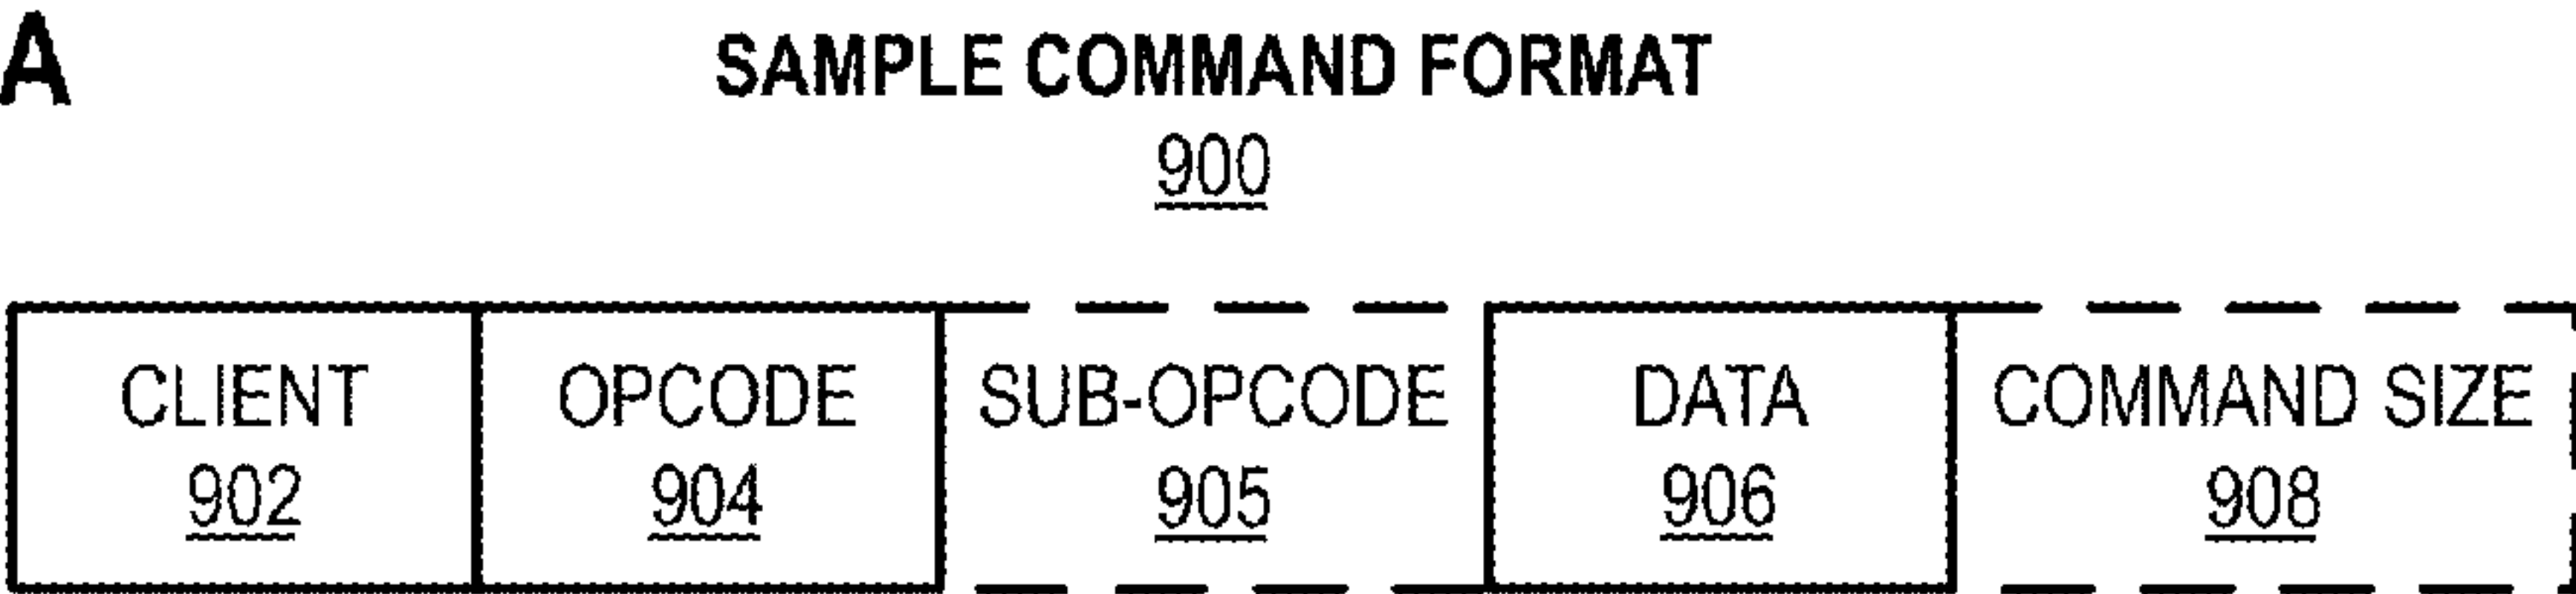 A
SAMPLE COMMAND FORMAT
900
CLIENT OPCODE SUB-OPCODE DATA COMMAND SIZE
902 904 905 906 908